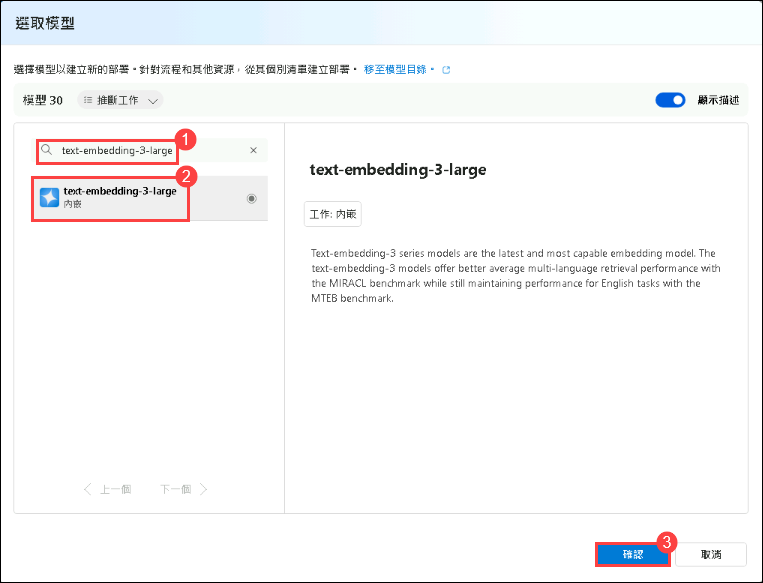 選取模型
選擇模型以建立新的部署。針對流程和其他資源，從其個別清單建立部署。 移至模型目錄。
模型 30 推斷工作 顯示描述
text-embedding-3-large 1
2
text-embedding-3-large
內嵌
text-embedding-3-large
工作: 內嵌
Text-embedding-3 series models are the latest and most capable embedding model. The
text-embedding-3 models offer better average multi-language retrieval performance with
the MIRACL benchmark while still maintaining performance for English tasks with the
MTEB benchmark.
上一個 下一個
3
確認 取消